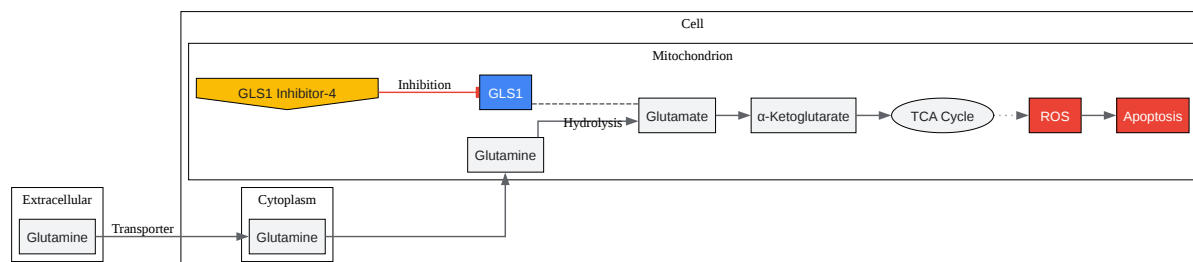 Cell
Mitochondrion
GLS1 Inhibitor-4
Inhibition
GLS1
Glutamine
Hydrolysis
Glutamate
α-Ketoglutarate
TCA Cycle
ROS
Apoptosis
Extracellular
Glutamine
Transporter
Cytoplasm
Glutamine